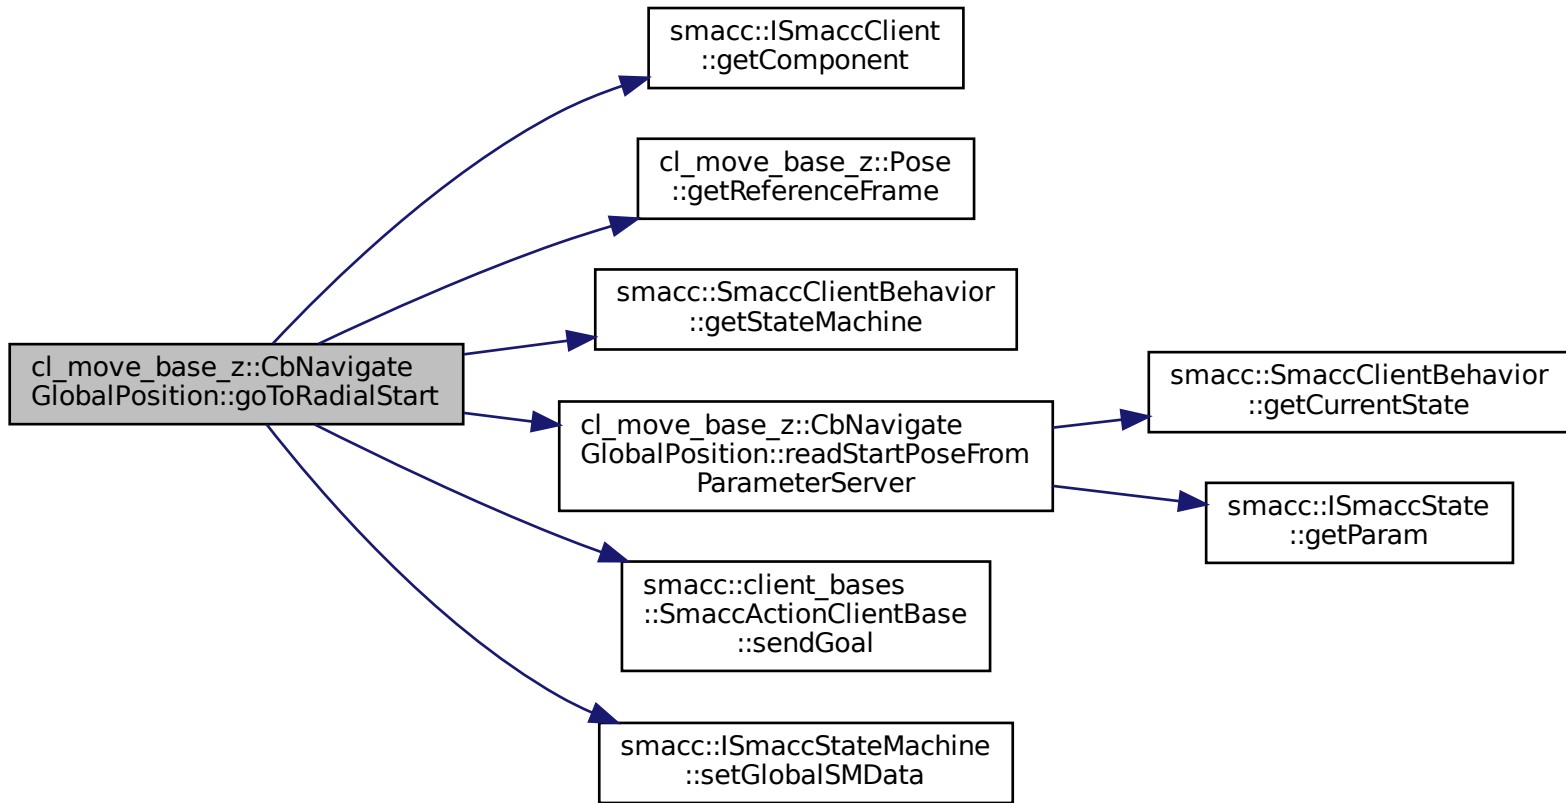 smacc::ISmaccClient
::getComponent
cl_move_base_z::Pose
::getReferenceFrame
smacc::SmaccClientBehavior
::getStateMachine
cl_move_base_z::CbNavigate
GlobalPosition::goToRadialStart
cl_move_base_z::CbNavigate
GlobalPosition::readStartPoseFrom
ParameterServer
smacc::SmaccClientBehavior
::getCurrentState
smacc::ISmaccState
::getParam
smacc::client_bases
::SmaccActionClientBase
::sendGoal
smacc::ISmaccStateMachine
::setGlobalSMData